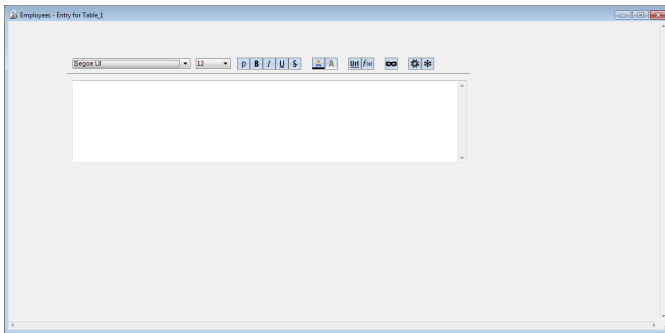 Employees - Entry for Table_1
Segoe UI 12 p B I U S A A Url f(x)